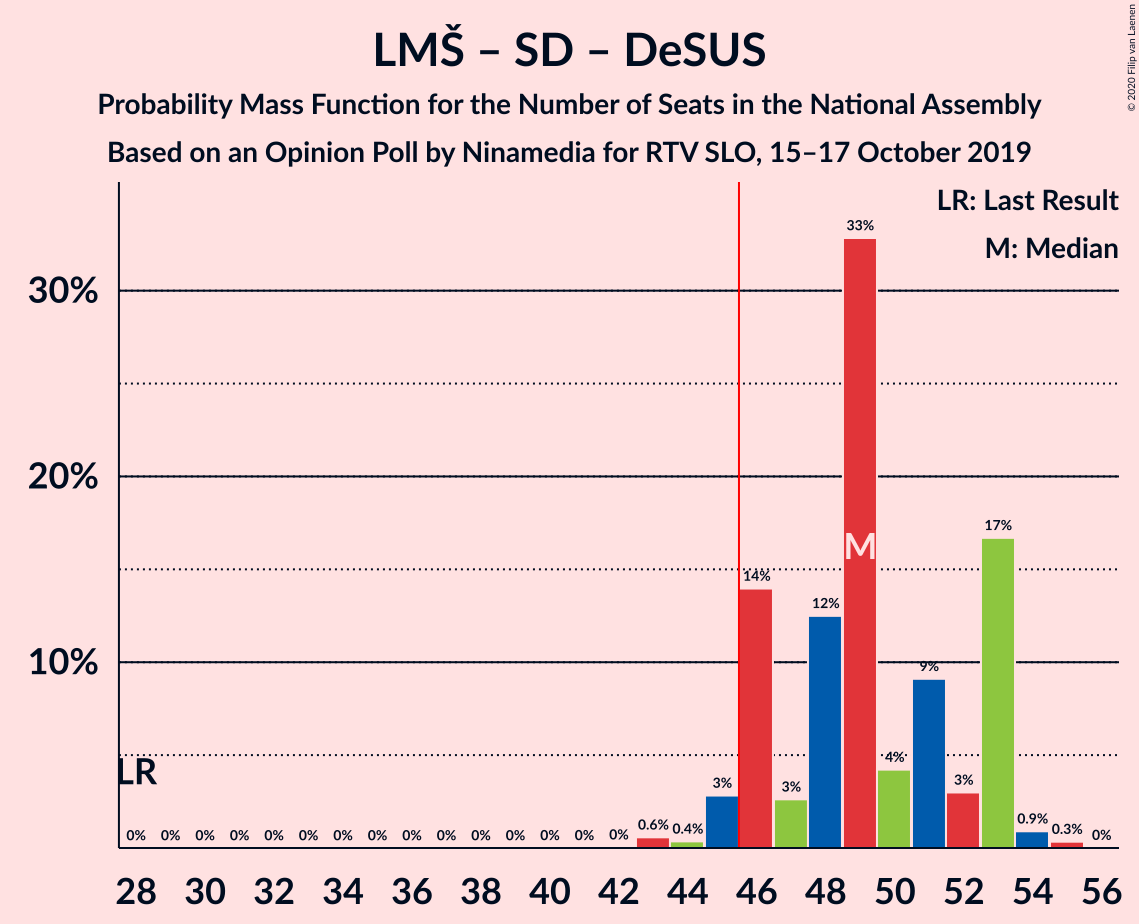 LMŠ – SD – DeSUS
Probability Mass Function for the Number of Seats in the National Assembly
Based on an Opinion Poll by Ninamedia for RTV SLO, 15–17 October 2019
© 2020 Filip van Laenen
LR: Last Result
M: Median
30%
20%
10%
33%
17%
M
14%
12%
9%
4%
3%
3%
3%
LR
0% 0% 0% 0% 0% 0% 0% 0% 0% 0% 0% 0% 0% 0% 0% 0.6% 0.4% 0.9% 0.3% 0%
28 30 32 34 36 38 40 42 44 46 48 50 52 54 56